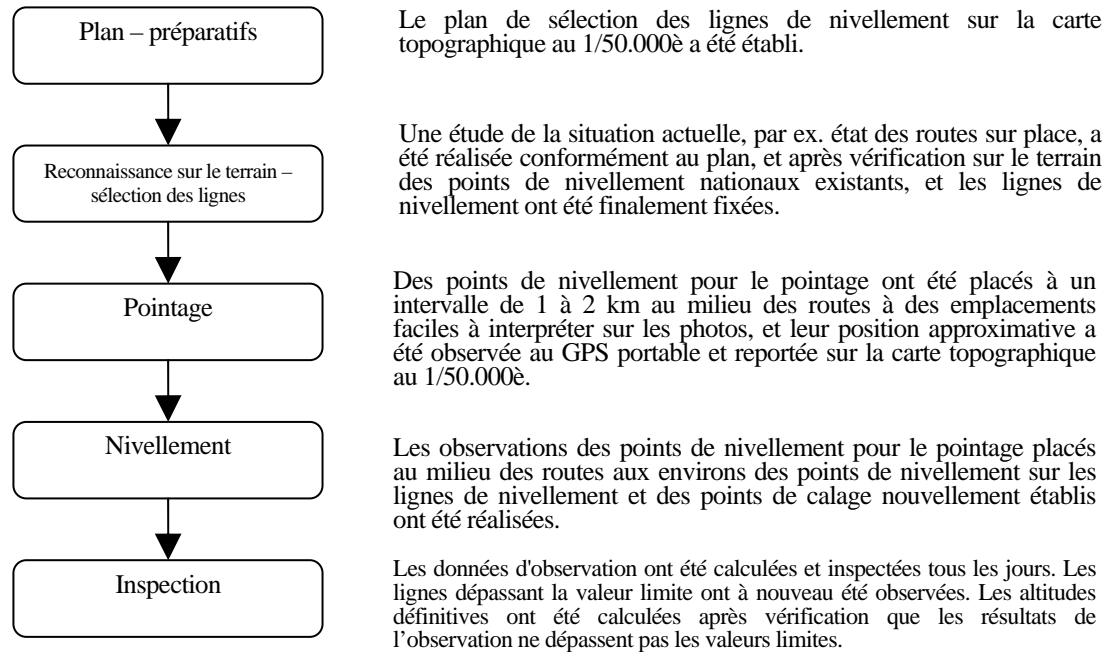 Plan – préparatifs
Le plan de sélection des lignes de nivellement sur la carte
topographique au 1/50.000è a été établi.
Reconnaissance sur le terrain –
sélection des lignes
Une étude de la situation actuelle, par ex. état des routes sur place, a
été réalisée conformément au plan, et après vérification sur le terrain
des points de nivellement nationaux existants, et les lignes de
nivellement ont été finalement fixées.
Pointage
Des points de nivellement pour le pointage ont été placés à un
intervalle de 1 à 2 km au milieu des routes à des emplacements
faciles à interpréter sur les photos, et leur position approximative a
été observée au GPS portable et reportée sur la carte topographique
au 1/50.000è.
Nivellement
Les observations des points de nivellement pour le pointage placés
au milieu des routes aux environs des points de nivellement sur les
lignes de nivellement et des points de calage nouvellement établis
ont été réalisées.
Inspection
Les données d'observation ont été calculées et inspectées tous les jours. Les
lignes dépassant la valeur limite ont à nouveau été observées. Les altitudes
définitives ont été calculées après vérification que les résultats de
l’observation ne dépassent pas les valeurs limites.